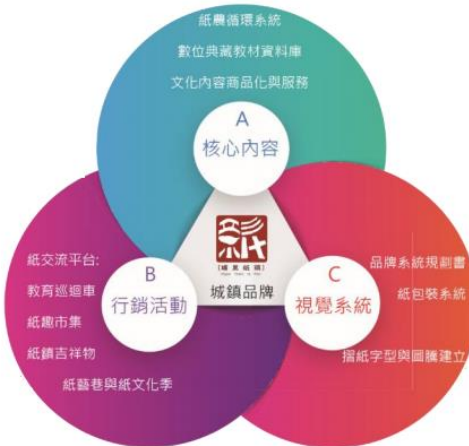 紙農循環系統
數位典藏教材資料庫
文化內容商品化與服務
A
核心內容
城鎮品牌
紙交流平台:
教育巡迴車
紙趣市集
紙鎮吉祥物
紙藝巷與紙文化季
B
行銷活動
C
視覺系統
品牌系統規劃書
紙包裝系統
摺紙字型與圖騰建立